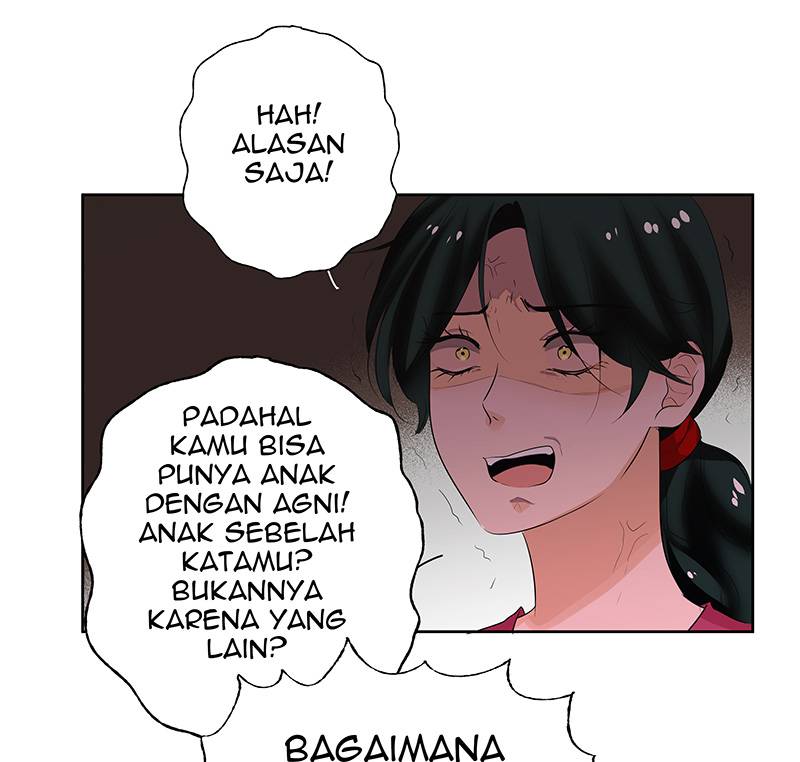 HAH!
ALASAN
SAJA!
PADAHAL
KAMU BISA
PUNYA ANAK
DENGAN AGNI!
ANAK SEBELAH
KATAMU?
BUKANNYA
KARENA YANG
LAIN?
BAGAIMANA